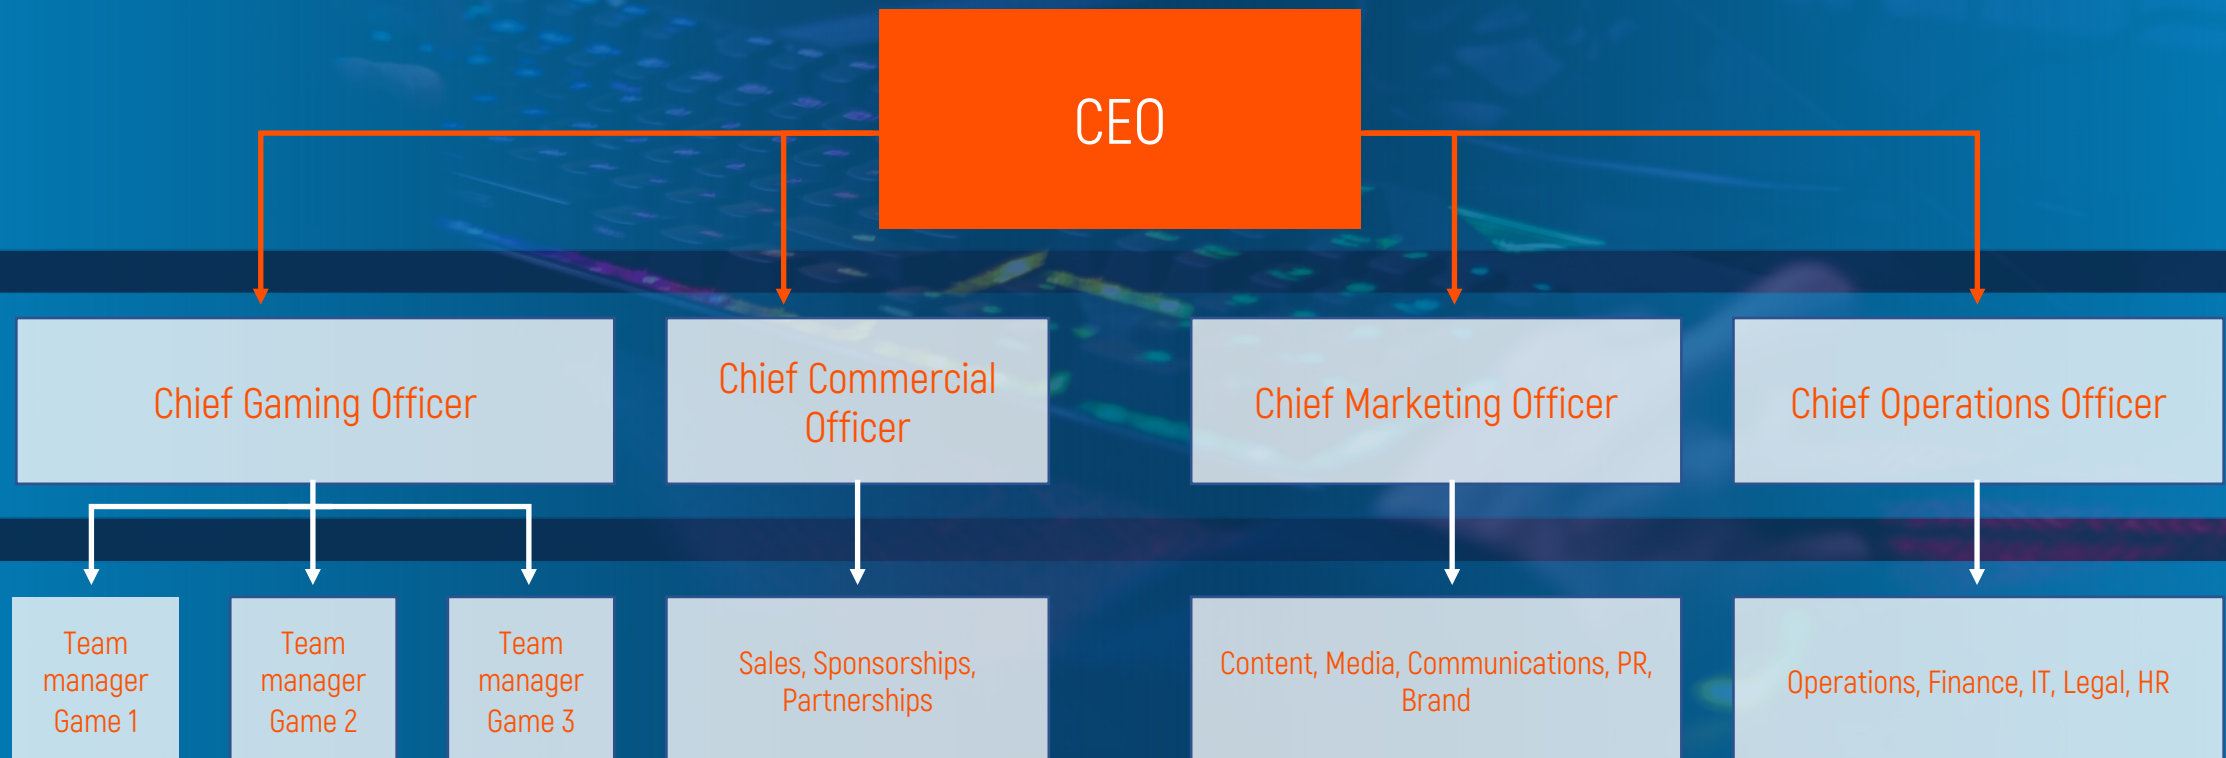 CEO
Chief Gaming Officer
Chief Commercial
Officer
Chief Marketing Officer
Chief Operations Officer
Team
manager
Game 1
Team
manager
Game 2
Team
manager
Game 3
Sales, Sponsorships,
Partnerships
Content, Media, Communications, PR,
Brand
Operations, Finance, IT, Legal, HR